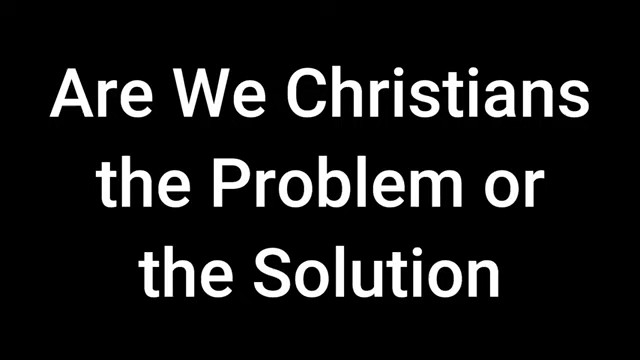 Are We Christians
the Problem or
the Solution